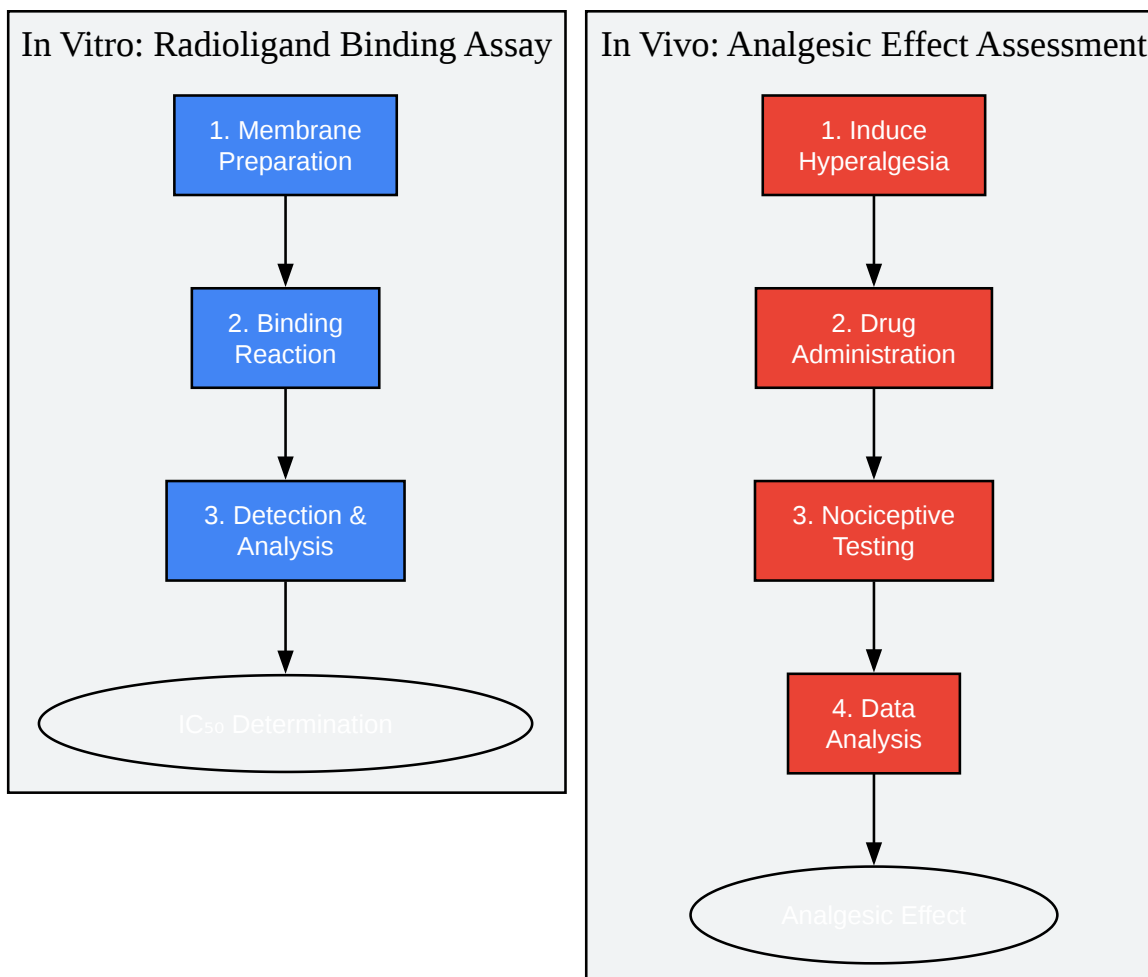 In Vitro: Radioligand Binding Assay
1. Membrane
Preparation
2. Binding
Reaction
3. Detection &
Analysis
IC₅₀ Determination
In Vivo: Analgesic Effect Assessment
1. Induce
Hyperalgesia
2. Drug
Administration
3. Nociceptive
Testing
4. Data
Analysis
Analgesic Effect